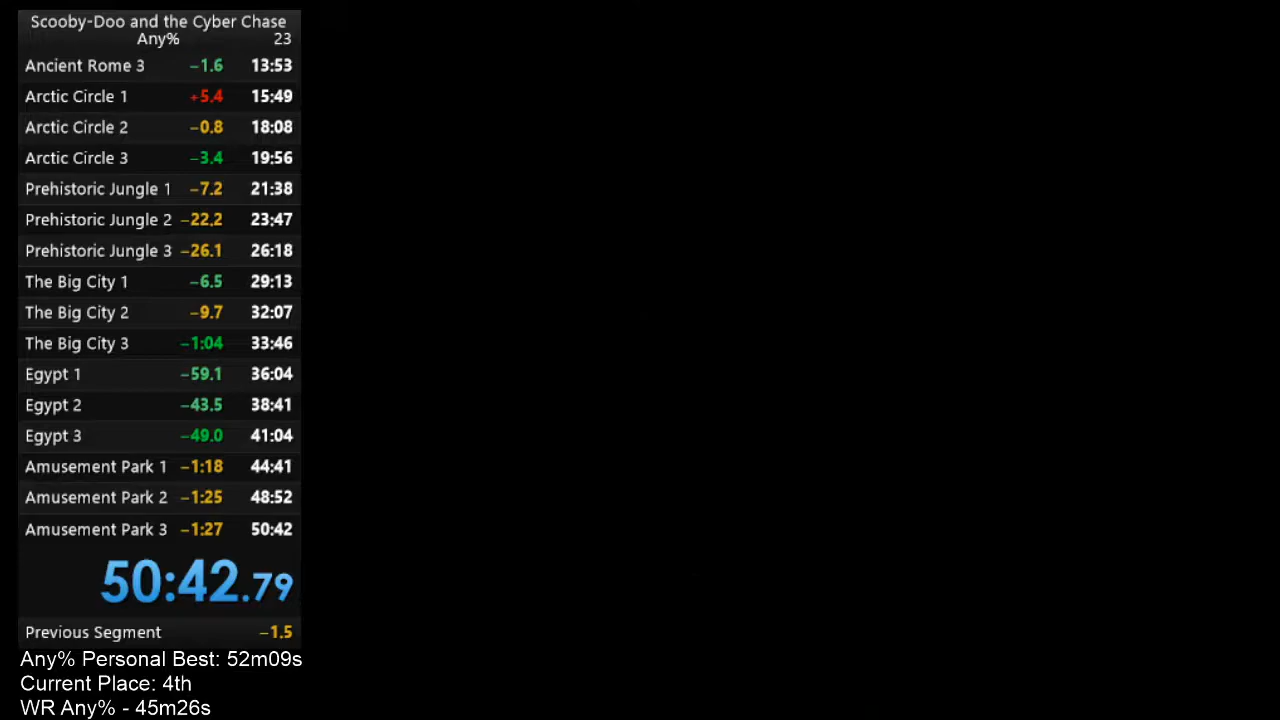 Scooby-Doo and the Cyber Chase
Any% 23
Ancient Rome 3 −1.6 13:53
Arctic Circle 1 +5.4 15:49
Arctic Circle 2 −0.8 18:08
Arctic Circle 3 −3.4 19:56
Prehistoric Jungle 1 −7.2 21:38
Prehistoric Jungle 2 −22.2 23:47
Prehistoric Jungle 3 −26.1 26:18
The Big City 1 −6.5 29:13
The Big City 2 −9.7 32:07
The Big City 3 −1:04 33:46
Egypt 1 −59.1 36:04
Egypt 2 −43.5 38:41
Egypt 3 −49.0 41:04
Amusement Park 1 −1:18 44:41
Amusement Park 2 −1:25 48:52
Amusement Park 3 −1:27 50:42
50:42.79
Previous Segment −1.5
Any% Personal Best: 52m09s
Current Place: 4th
WR Any% - 45m26s